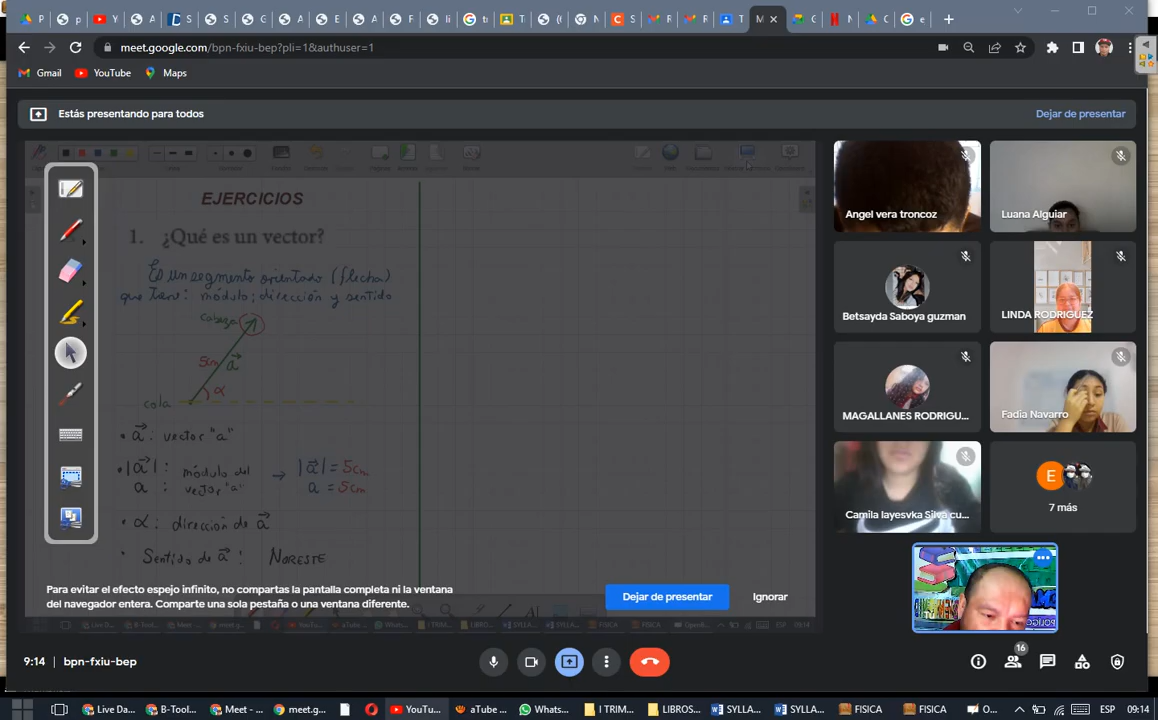 meet.google.com/bpn-fxiu-bep?pli=1&authuser=1
Gmail YouTube Maps
Estás presentando para todos
Dejar de presentar
EJERCICIOS
1. ¿Qué es un vector?
Es un segmento orientado (flecha)
que tiene: módulo; dirección y sentido
cabeza
5cm a⃗
α
cola
• a⃗ : vector "a"
• |a⃗| : módulo del → |a⃗| = 5cm
a : vector "a" a = 5cm
• α : dirección de a⃗
• Sentido de a⃗ : NORESTE
Para evitar el efecto espejo infinito, no compartas la pantalla completa ni la ventana
del navegador entera. Comparte una sola pestaña o una ventana diferente.
Dejar de presentar
Ignorar
Angel vera troncoz
Luana Alguiar
Betsayda Saboya guzman
LINDA RODRIGUEZ
MAGALLANES RODRIGU...
Fadia Navarro
Camila layesvka Silva cu...
E
7 más
9:14 | bpn-fxiu-bep
16
Live Da... B-Tool... Meet - ... meet.g... YouTu... aTube ... Whats... I TRIM... LIBROS... SYLLA... SYLLA... FISICA FISICA O... ESP 09:14